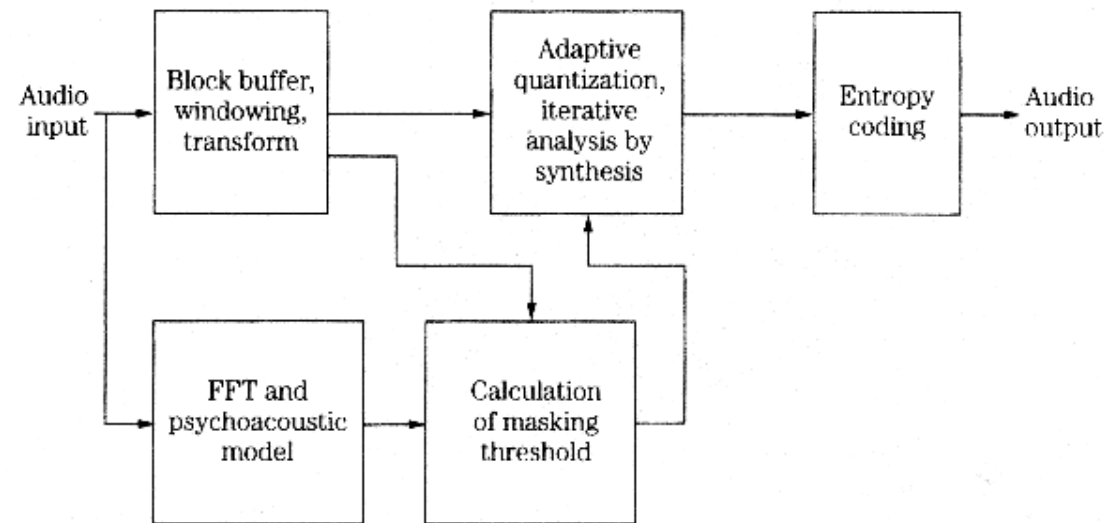 Audio
input
Block buffer,
windowing,
transform
Adaptive
quantization,
iterative
analysis by
synthesis
Entropy
coding
Audio
output
FFT and
psychoacoustic
model
Calculation
of masking
threshold